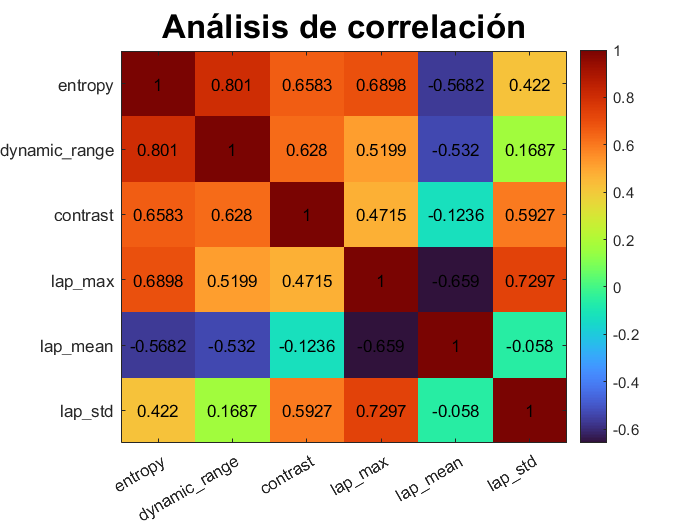 Análisis de correlación
entropy 1 0.801 0.6583 0.6898 -0.5682 0.422
dynamic_range 0.801 1 0.628 0.5199 -0.532 0.1687
contrast 0.6583 0.628 1 0.4715 -0.1236 0.5927
lap_max 0.6898 0.5199 0.4715 1 -0.659 0.7297
lap_mean -0.5682 -0.532 -0.1236 -0.659 1 -0.058
lap_std 0.422 0.1687 0.5927 0.7297 -0.058 1
entropy dynamic_range contrast lap_max lap_mean lap_std
1
0.8
0.6
0.4
0.2
0
-0.2
-0.4
-0.6